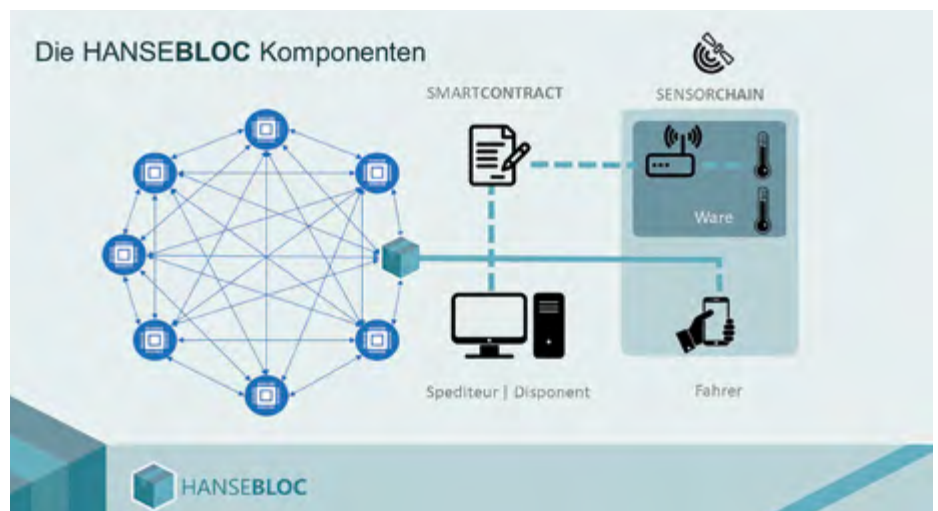 Die HANSEBLOC Komponenten
SMARTCONTRACT
SENSORCHAIN
Ware
Spediteur | Disponent
Fahrer
HANSEBLOC